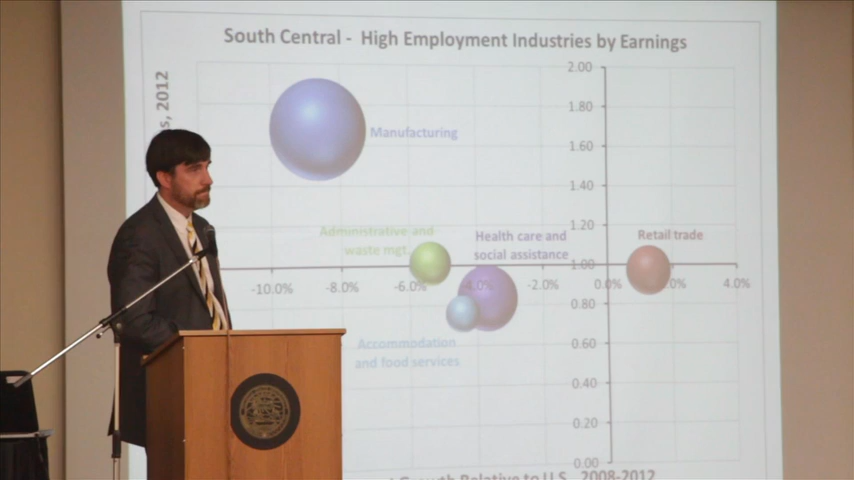 South Central - High Employment Industries by Earnings
s, 2012
2.00
1.80
1.60
1.40
1.20
1.00
0.80
0.60
0.40
0.20
0.00
Manufacturing
Administrative and
waste mgt.
Health care and
social assistance
Retail trade
-10.0%
-8.0%
-6.0%
-4.0%
-2.0%
0.0%
2.0%
4.0%
Accommodation
and food services
Growth Relative to U.S., 2008-2012